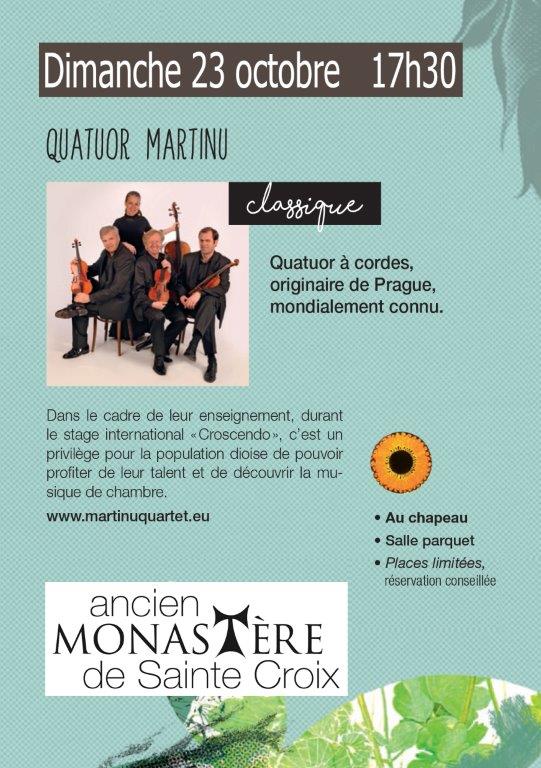 Dimanche 23 octobre 17h30
QUATUOR MARTINU
classique
Quatuor à cordes,
originaire de Prague,
mondialement connu.
Dans le cadre de leur enseignement, durant
le stage international «Croscendo», c'est un
privilège pour la population dioise de pouvoir
profiter de leur talent et de découvrir la mu-
sique de chambre.
www.martinuquartet.eu
• Au chapeau
• Salle parquet
• Places limitées,
réservation conseillée
ancien
MONASTÈRE
de Sainte Croix